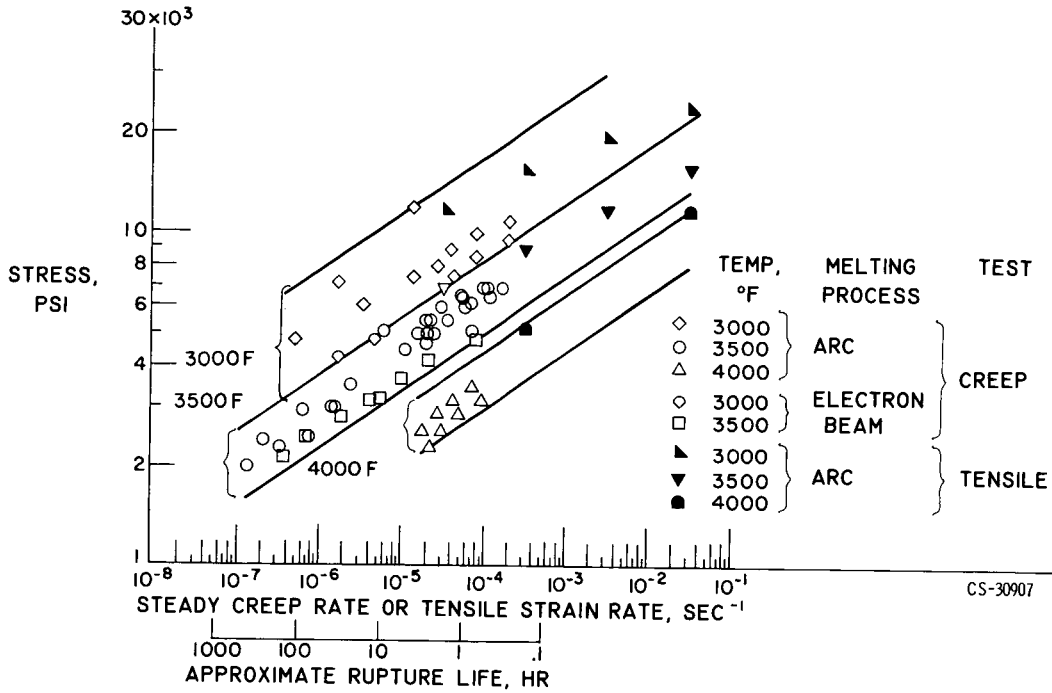 30×10³
20
10
8
6
4
2
1
STRESS,
PSI
3000 F
3500 F
4000 F
TEMP, °F
MELTING PROCESS
TEST
3000
3500
4000
ARC
3000
3500
ELECTRON BEAM
CREEP
3000
3500
4000
ARC
TENSILE
10⁻⁸ 10⁻⁷ 10⁻⁶ 10⁻⁵ 10⁻⁴ 10⁻³ 10⁻² 10⁻¹
STEADY CREEP RATE OR TENSILE STRAIN RATE, SEC⁻¹
CS-30907
1000 100 10 1 .1
APPROXIMATE RUPTURE LIFE, HR